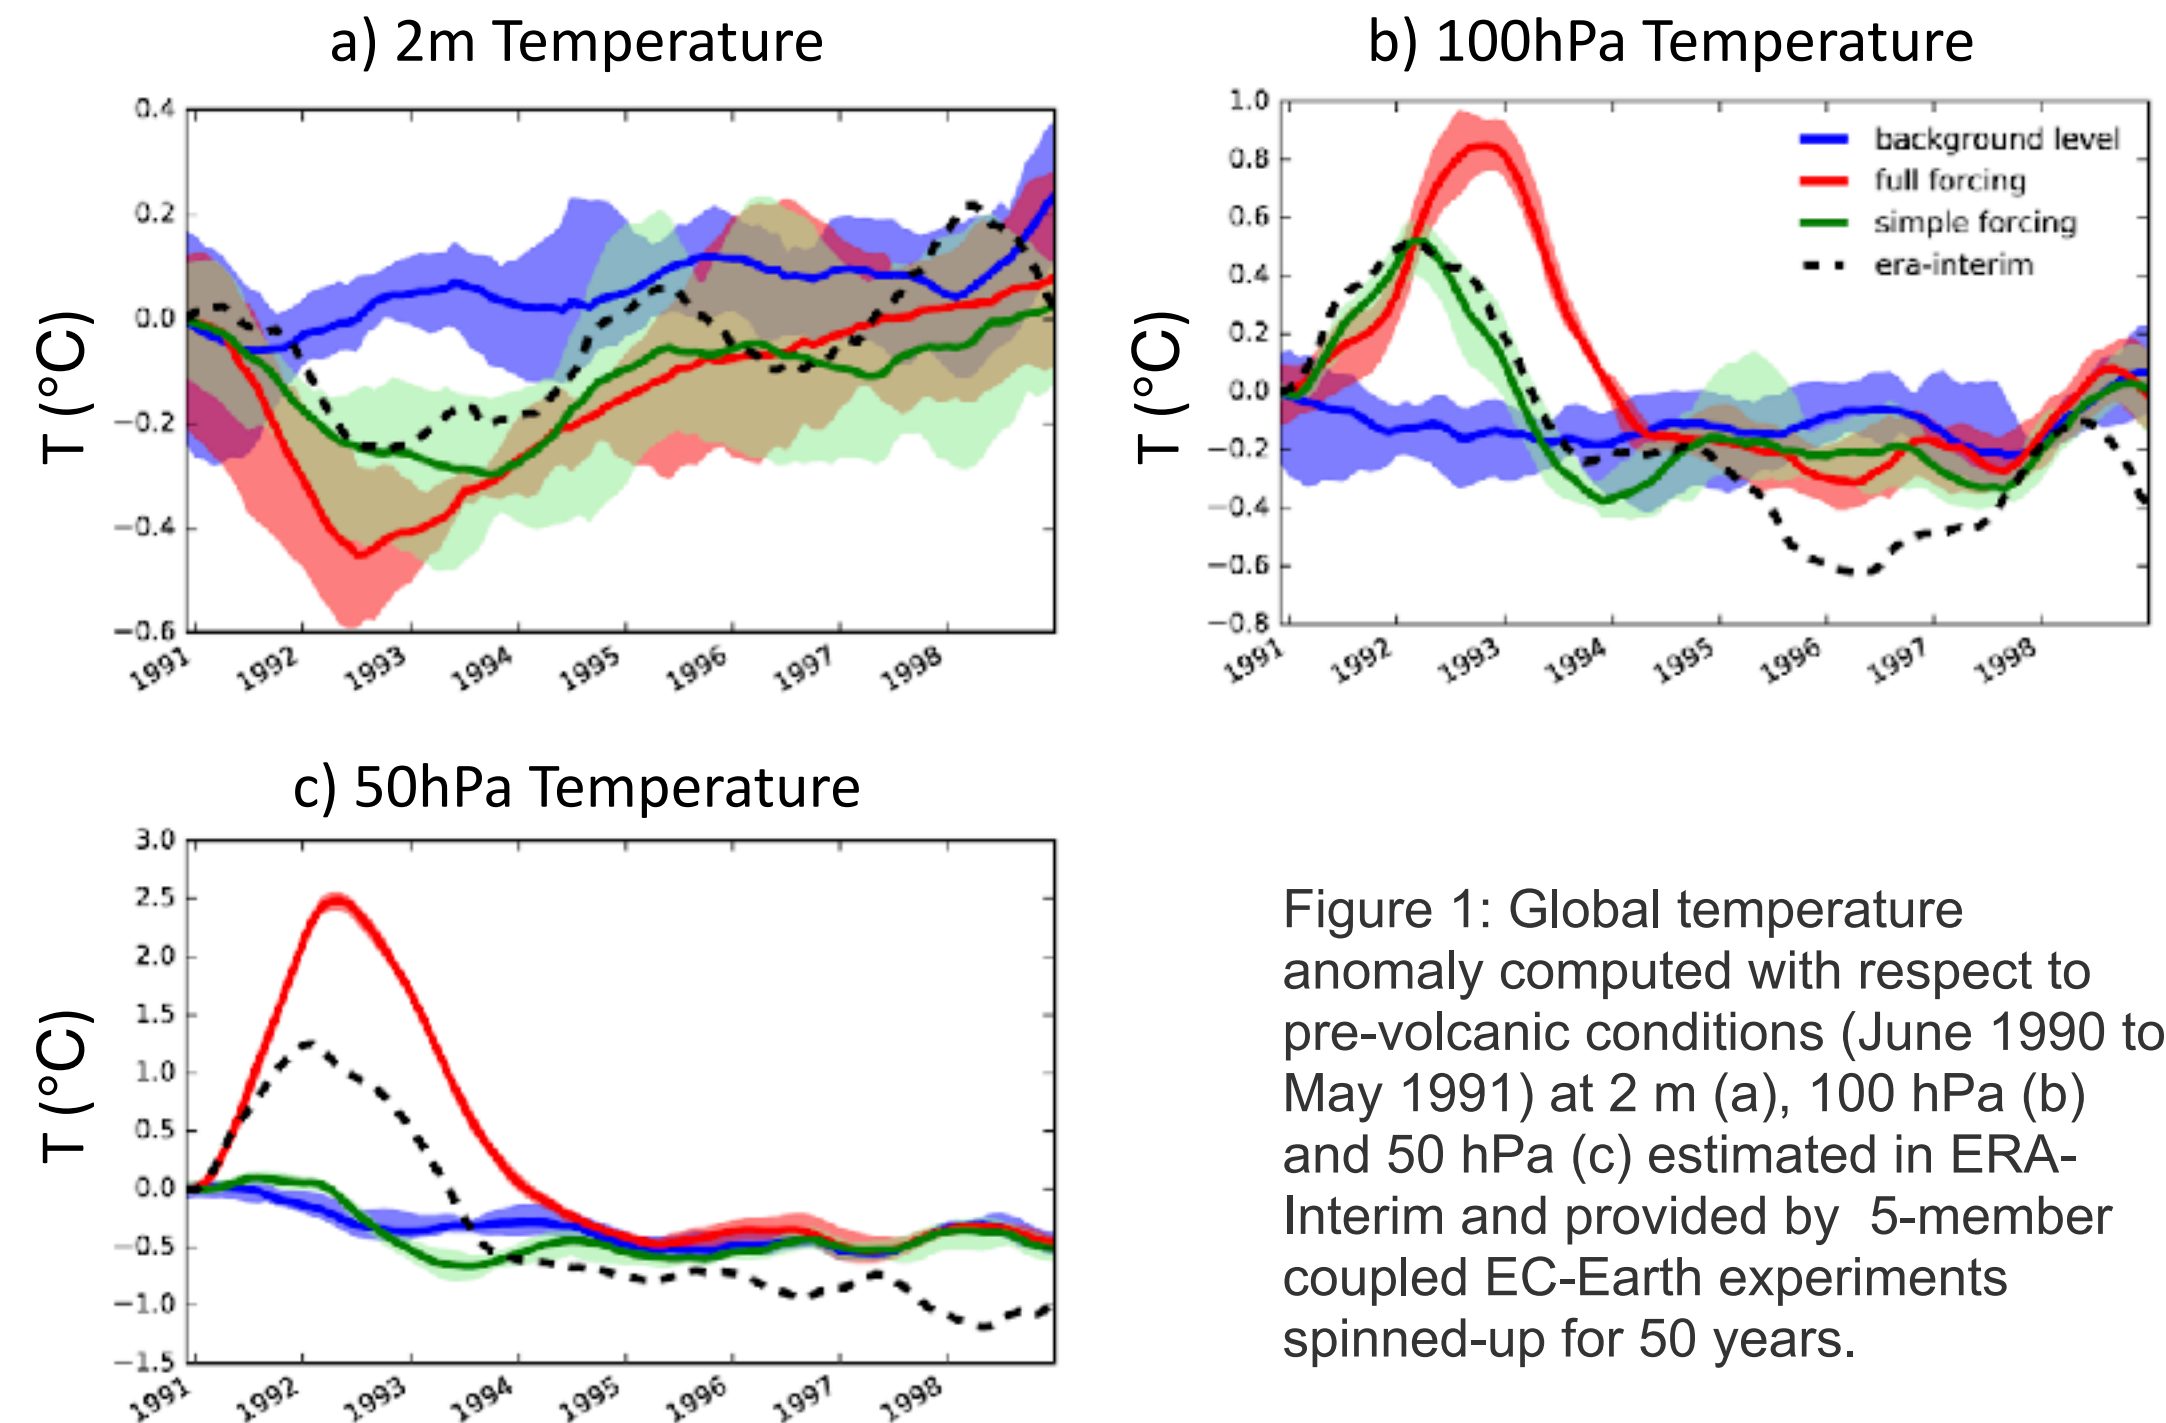 a) 2m Temperature
T (°C)
0.4
0.2
0.0
−0.2
−0.4
−0.6
1991 1992 1993 1994 1995 1996 1997 1998
b) 100hPa Temperature
T (°C)
1.0
0.8
0.6
0.4
0.2
0.0
−0.2
−0.4
−0.6
−0.8
background level
full forcing
simple forcing
era-interim
1991 1992 1993 1994 1995 1996 1997 1998
c) 50hPa Temperature
T (°C)
3.0
2.5
2.0
1.5
1.0
0.5
0.0
−0.5
−1.0
−1.5
1991 1992 1993 1994 1995 1996 1997 1998
Figure 1: Global temperature
anomaly computed with respect to
pre-volcanic conditions (June 1990 to
May 1991) at 2 m (a), 100 hPa (b)
and 50 hPa (c) estimated in ERA-
Interim and provided by  5-member
coupled EC-Earth experiments
spinned-up for 50 years.